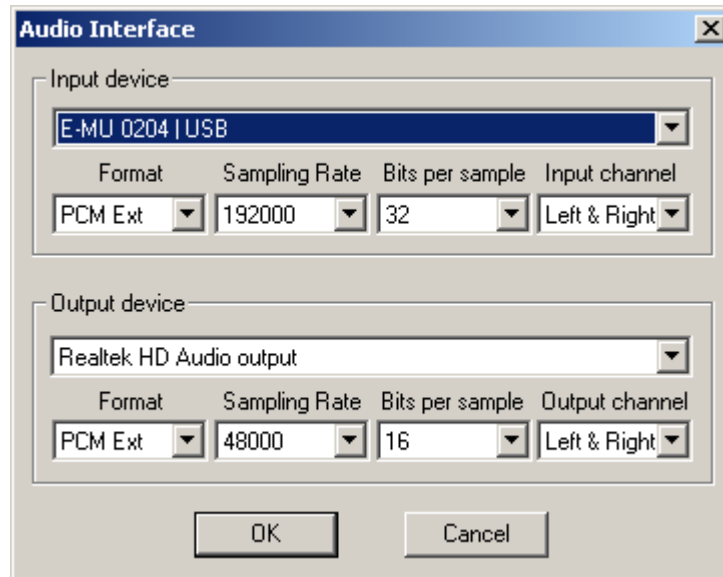 Audio Interface
Input device
E-MU 0204 | USB
Format Sampling Rate Bits per sample Input channel
PCM Ext 192000 32 Left & Right
Output device
Realtek HD Audio output
Format Sampling Rate Bits per sample Output channel
PCM Ext 48000 16 Left & Right
OK Cancel